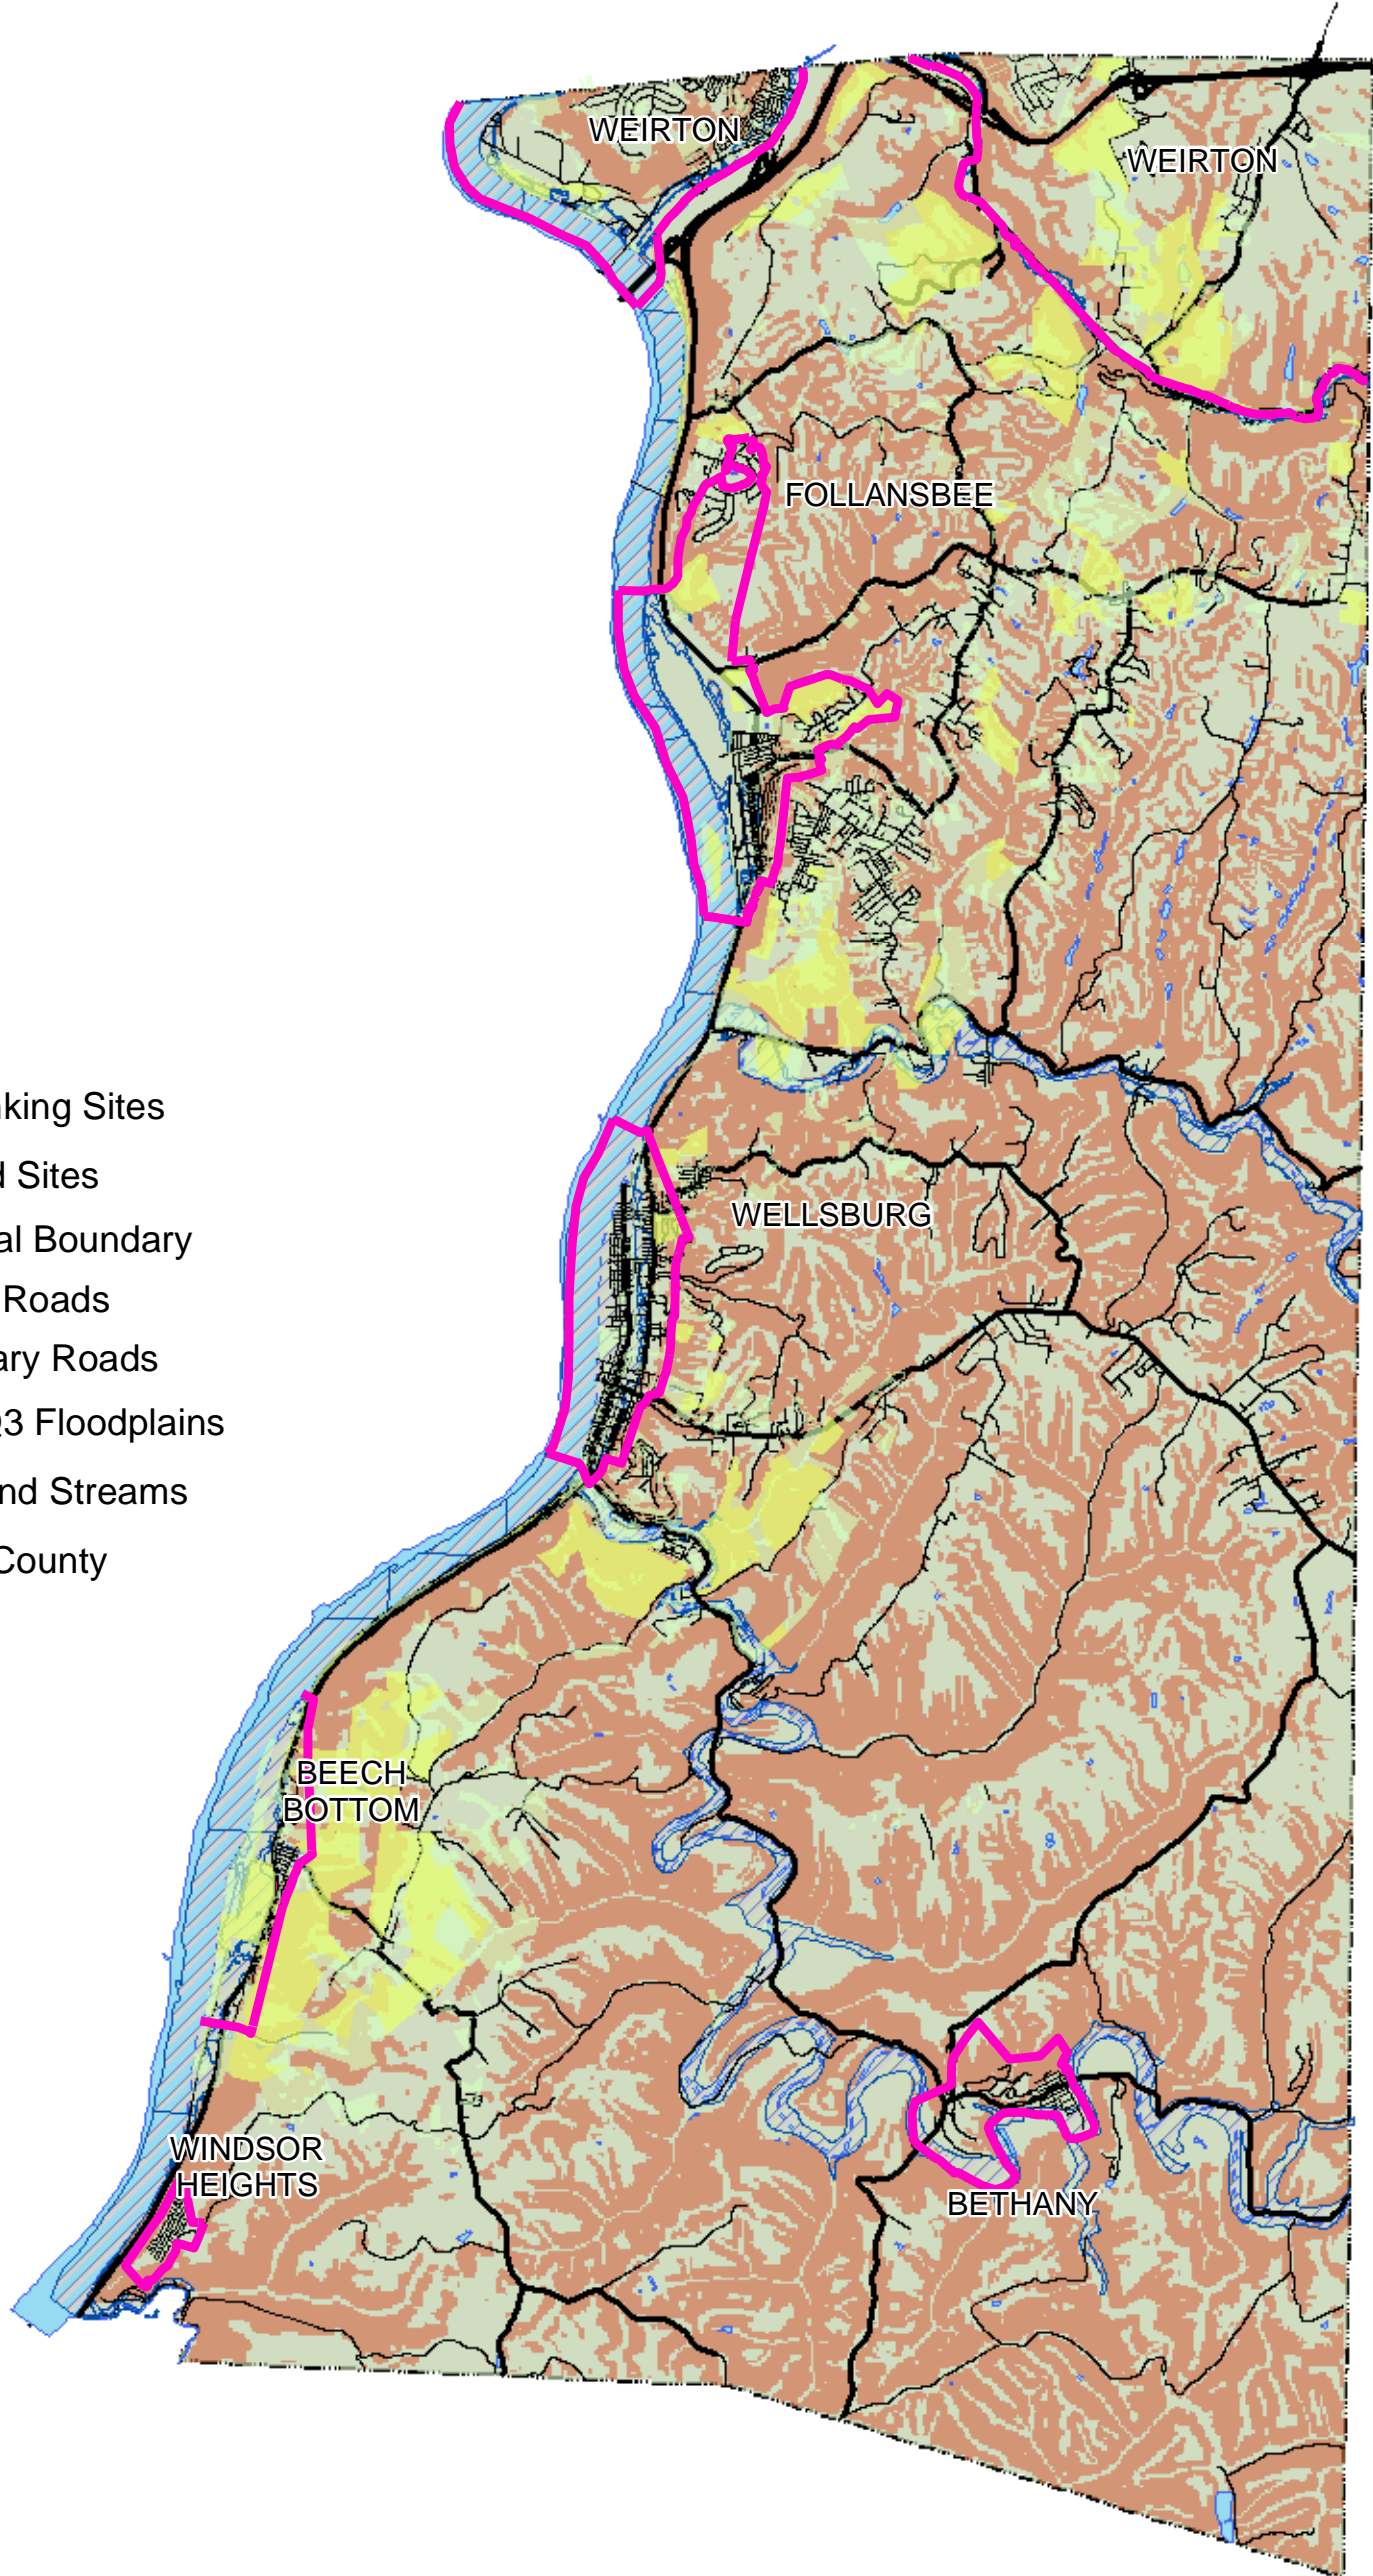 WEIRTON
WEIRTON
FOLLANSBEE
king Sites
Sites
al Boundary
WELLSBURG
Roads
ary Roads
3 Floodplains
nd Streams
County
BEECH
BOTTOM
WINDSOR
HEIGHTS
BETHANY